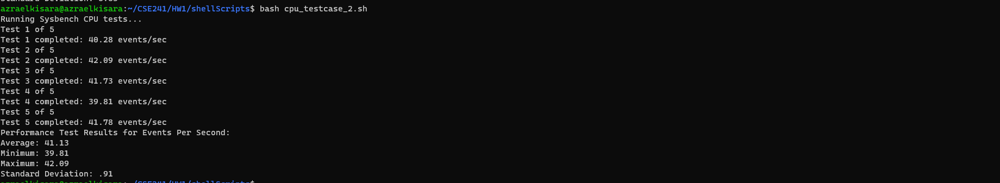 Standard Deviation: 
azraelkisara@azraelkisara:~/CSE241/HW1/shellScripts$ bash cpu_testcase_2.sh
Running Sysbench CPU tests...
Test 1 of 5
Test 1 completed: 40.28 events/sec
Test 2 of 5
Test 2 completed: 42.09 events/sec
Test 3 of 5
Test 3 completed: 41.73 events/sec
Test 4 of 5
Test 4 completed: 39.81 events/sec
Test 5 of 5
Test 5 completed: 41.78 events/sec
Performance Test Results for Events Per Second:
Average: 41.13
Minimum: 39.81
Maximum: 42.09
Standard Deviation: .91
azraelkisara@azraelkisara:~/CSE241/HW1/shellScripts$